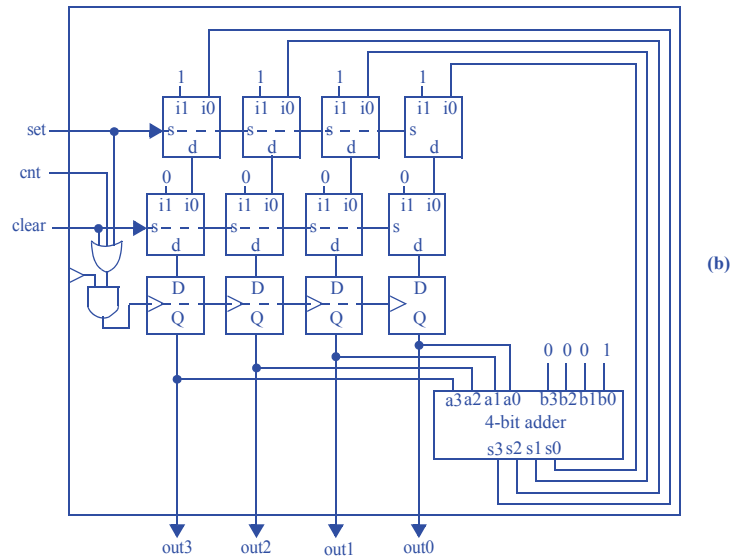 1 1 1 1
i1 i0 i1 i0 i1 i0 i1 i0
set s s s s
d d d d
cnt
0 0 0 0
i1 i0 i1 i0 i1 i0 i1 i0
clear s s s s
d d d d
(b)
D D D D
Q Q Q Q
0 0 0 1
a3 a2 a1 a0 b3 b2 b1 b0
4-bit adder
s3 s2 s1 s0
out3 out2 out1 out0